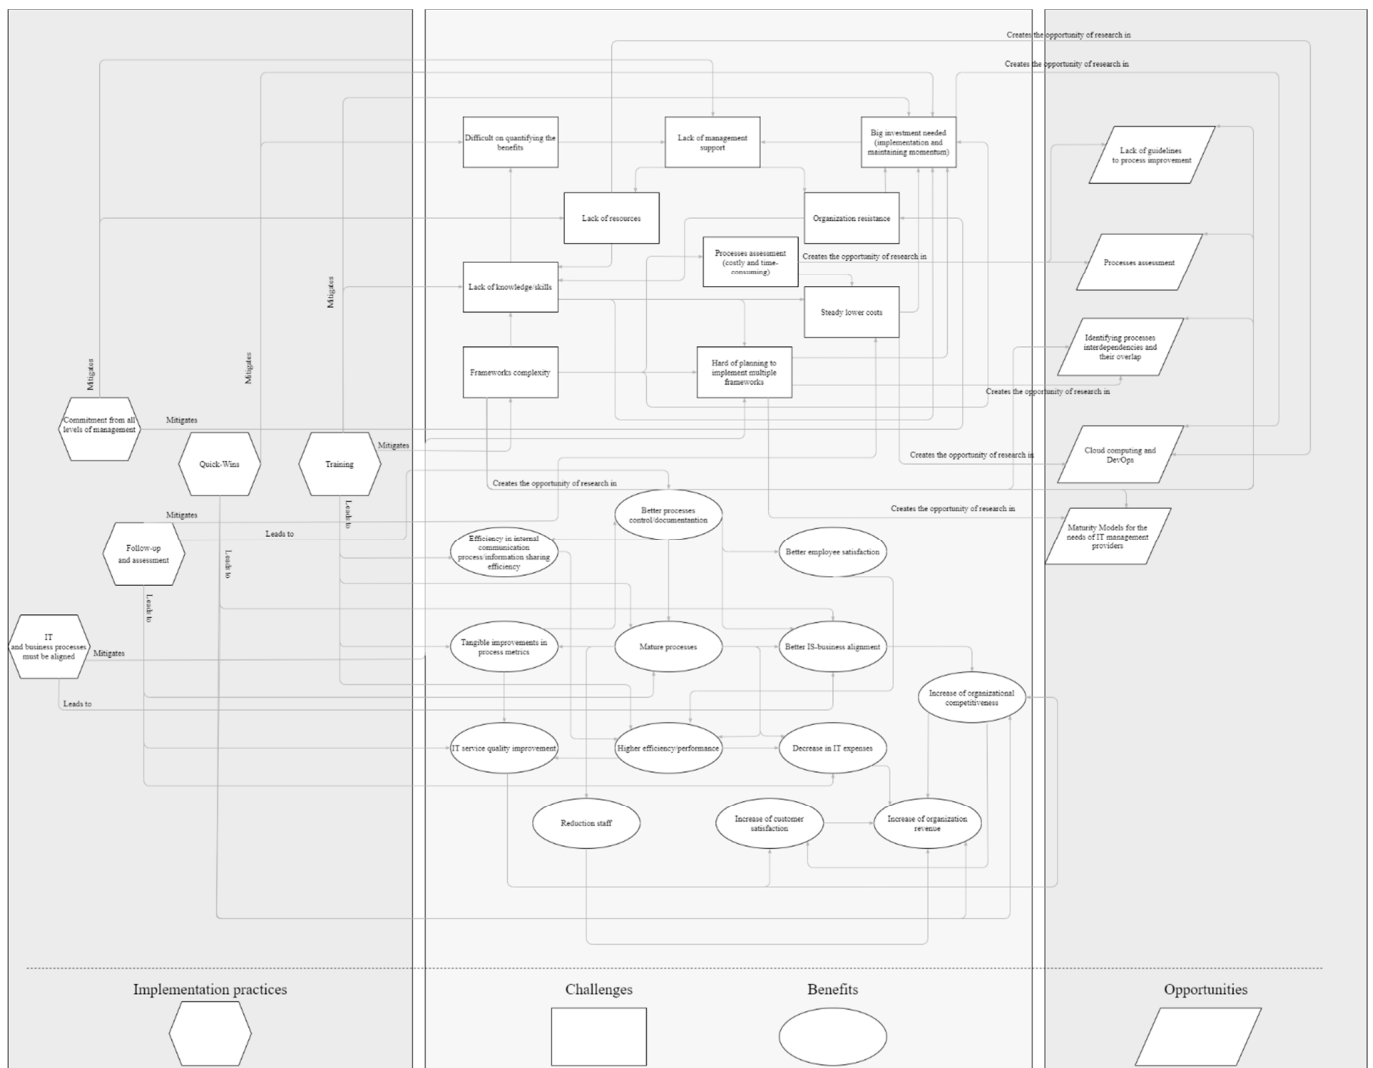 Creates the opportunity of research in
Creates the opportunity of research in
Difficult on quantifying the
benefits
Lack of management
support
Big investment needed
(implementation and
maintaining momentum)
Lack of guidelines
to process improvement
Lack of resources
Organization resistance
Processes assessment
(costly and time-
consuming)
Creates the opportunity of research in
Processes assessment
Mitigates
Lack of knowledge/skills
Steady lower costs
Identifying processes
interdependencies and
their overlap
Mitigates
Mitigates
Frameworks complexity
Hard of planning to
implement multiple
frameworks
Creates the opportunity of research in
Commitment from all
levels of management
Mitigates
Quick-Wins
Training
Mitigates
Creates the opportunity of research in
Cloud computing and
DevOps
Creates the opportunity of research in
Creates the opportunity of research in
Maturity Models for the
needs of IT management
providers
Mitigates
Leads to
Leads to
Better processes
control/documentantion
Follow-up
and assessment
Leads to
Efficiency in internal
communication
process/information sharing
efficiency
Better employee satisfaction
Leads to
IT
and business processes
must be aligned
Mitigates
Tangible improvements in
process metrics
Mature processes
Better IS-business alignment
Leads to
Increase of organizational
competitiveness
IT service quality improvement
Higher efficiency/performance
Decrease in IT expenses
Reduction staff
Increase of customer
satisfaction
Increase of organization
revenue
Implementation practices
Challenges
Benefits
Opportunities